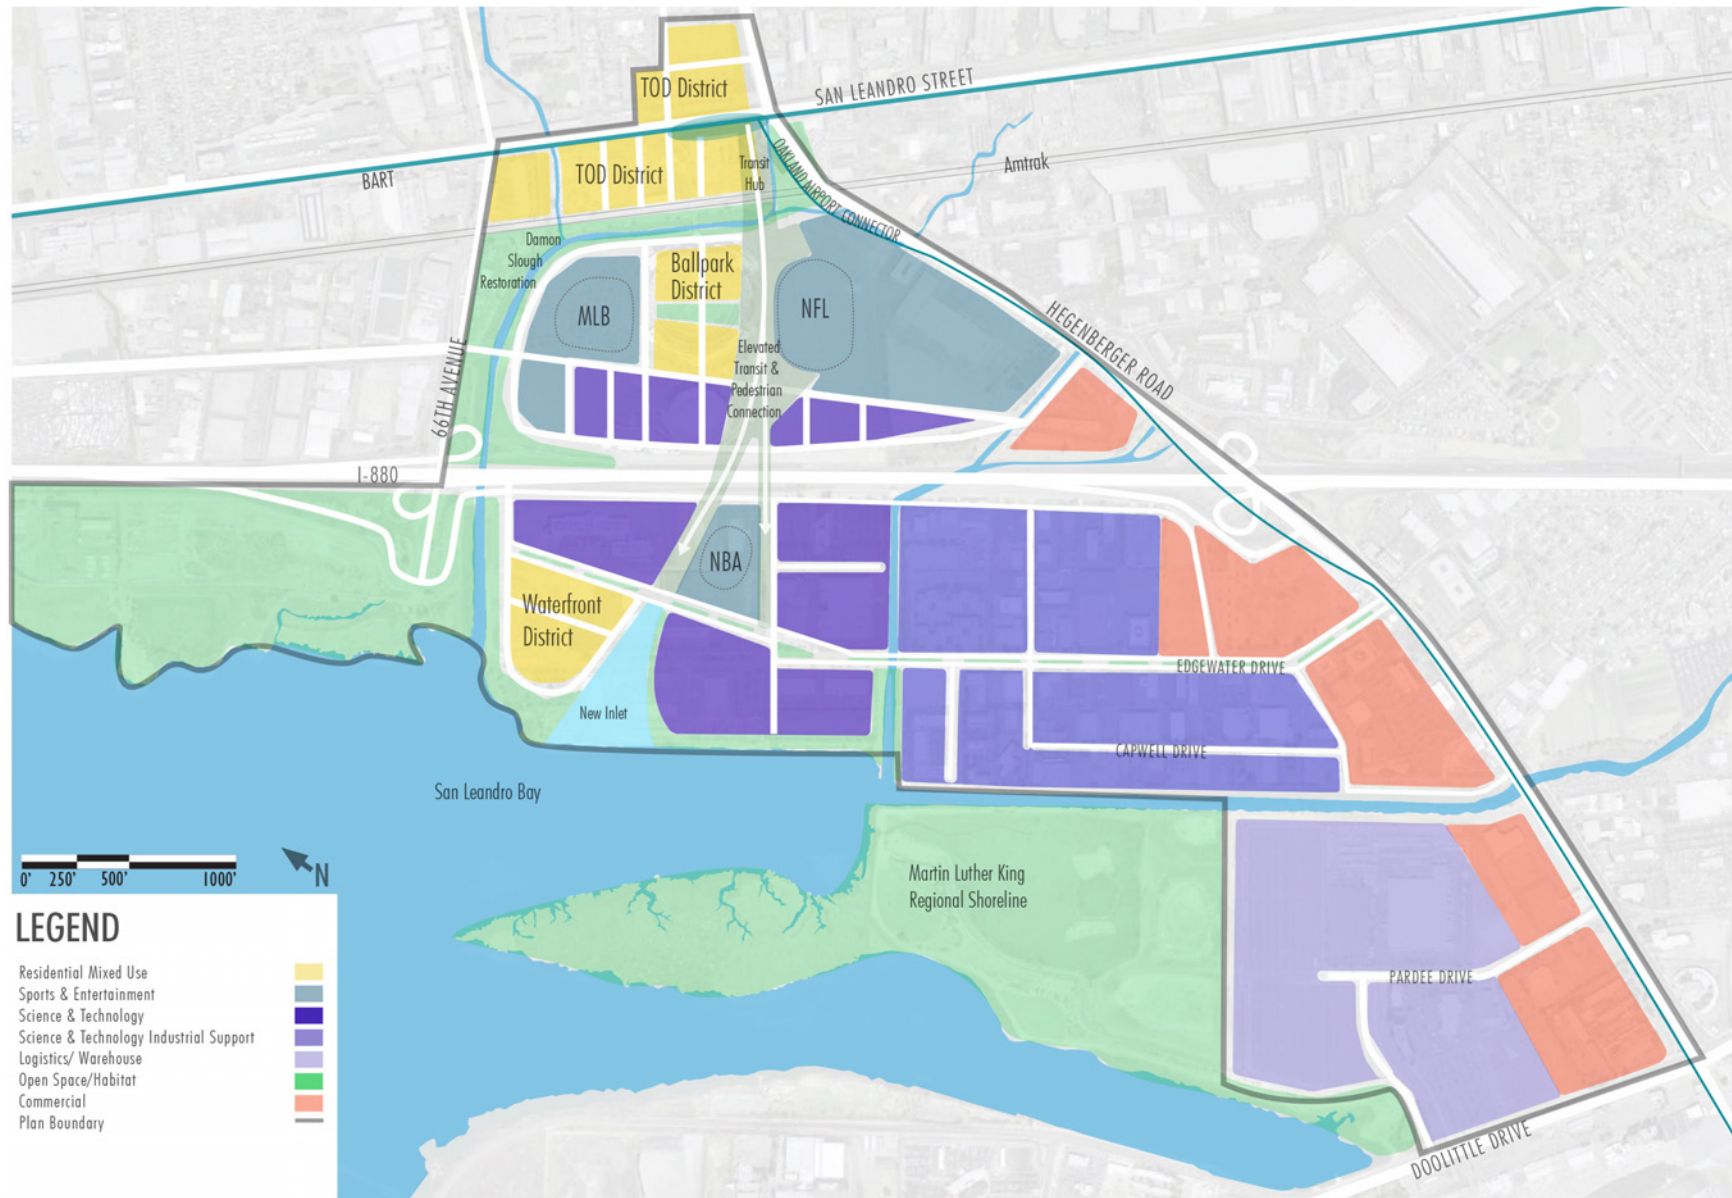 TOD District
SAN LEANDRO STREET
BART
TOD District
Transit
Hub
OAKLAND AIRPORT CONNECTOR
Amtrak
Damon
Slough
Restoration
Ballpark
District
MLB
NFL
HEGENBERGER ROAD
66TH AVENUE
Elevated
Transit &
Pedestrian
Connection
I-880
NBA
Waterfront
District
New Inlet
EDGEWATER DRIVE
CAPWELL DRIVE
San Leandro Bay
Martin Luther King
Regional Shoreline
PARDEE DRIVE
DOOLITTLE DRIVE
0' 250' 500' 1000'
N
LEGEND
Residential Mixed Use
Sports & Entertainment
Science & Technology
Science & Technology Industrial Support
Logistics/ Warehouse
Open Space/Habitat
Commercial
Plan Boundary